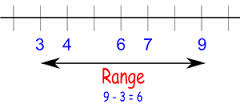 3 4 6 7 9
Range
9 - 3 = 6